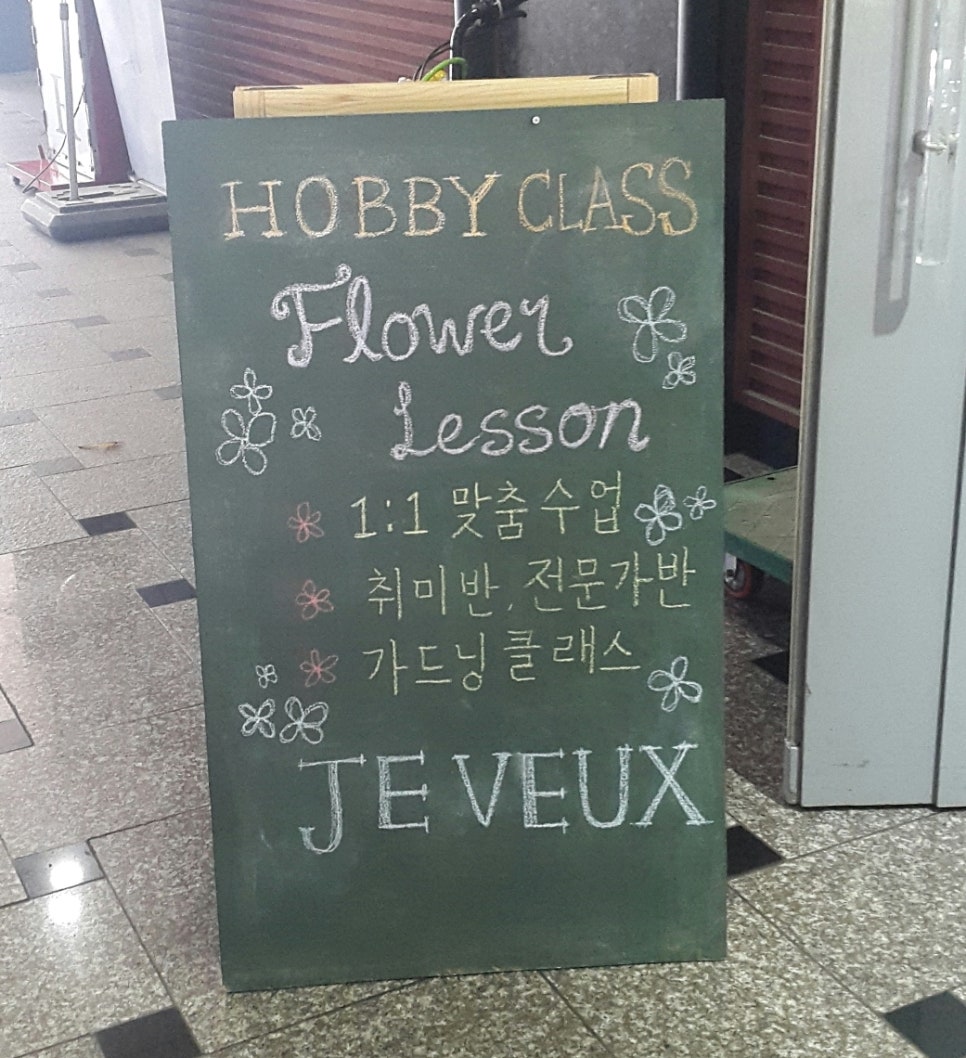 HOBBY CLASS
Flower
Lesson
1:1 맞춤 수업
취미반, 전문가반
가드닝 클래스
JE VEUX